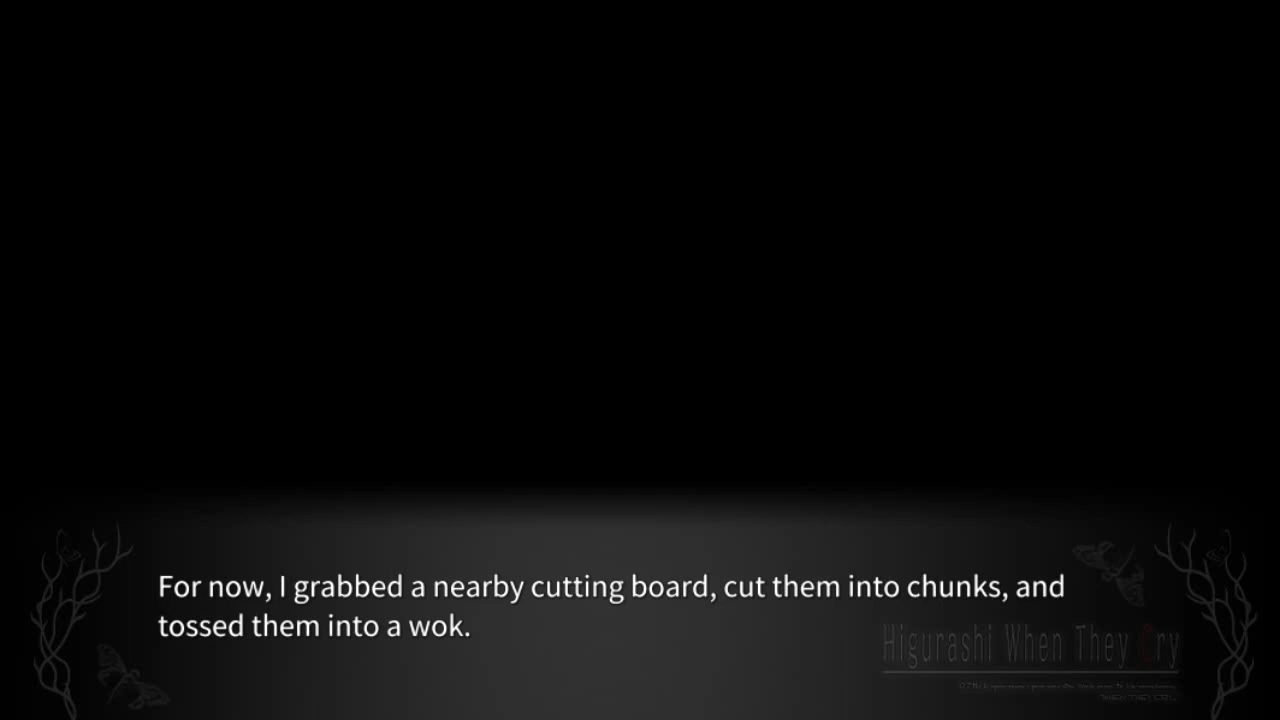 For now, I grabbed a nearby cutting board, cut them into chunks, and
tossed them into a wok.
Higurashi When They Cry